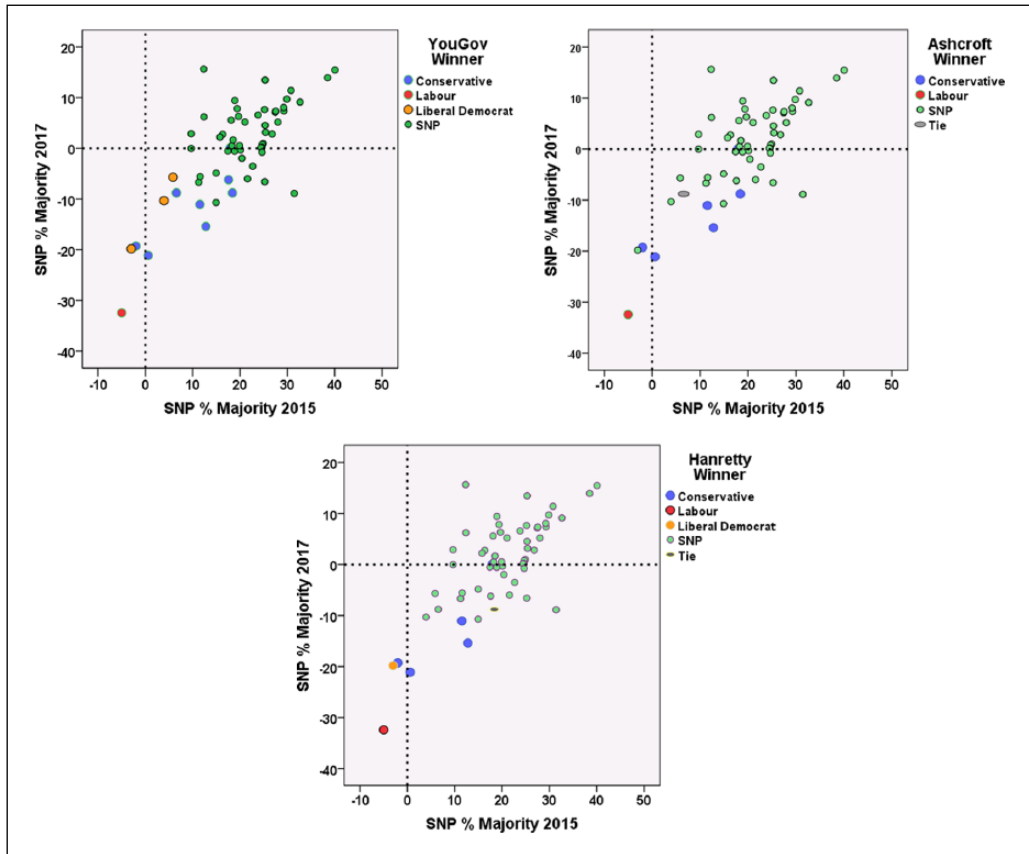 YouGov
Winner
Conservative
Labour
Liberal Democrat
SNP
SNP % Majority 2017
20
10
0
-10
-20
-30
-40
-10 0 10 20 30 40 50
SNP % Majority 2015
Ashcroft
Winner
Conservative
Labour
SNP
Tie
SNP % Majority 2017
20
10
0
-10
-20
-30
-40
-10 0 10 20 30 40 50
SNP % Majority 2015
Hanretty
Winner
Conservative
Labour
Liberal Democrat
SNP
Tie
SNP % Majority 2017
20
10
0
-10
-20
-30
-40
-10 0 10 20 30 40 50
SNP % Majority 2015